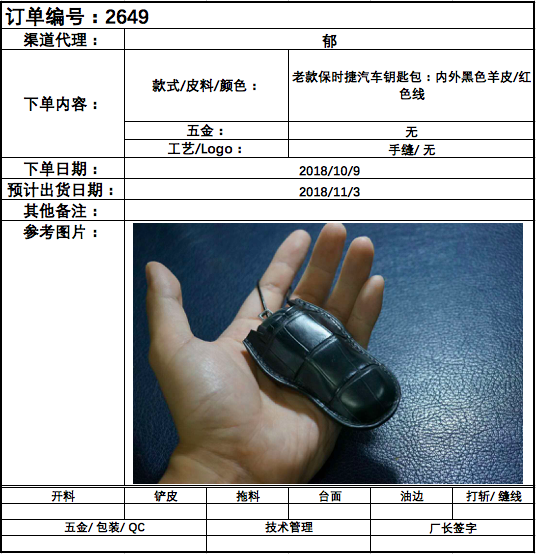 订单编号：2649
渠道代理：
郁
下单内容：
款式/皮料/颜色：
老款保时捷汽车钥匙包：内外黑色羊皮/红
色线
五金：
无
工艺/Logo：
手缝/ 无
下单日期：
2018/10/9
预计出货日期：
2018/11/3
其他备注：
参考图片：
开料
铲皮
拖料
台面
油边
打斩/ 缝线
五金/ 包装/ QC
技术管理
厂长签字